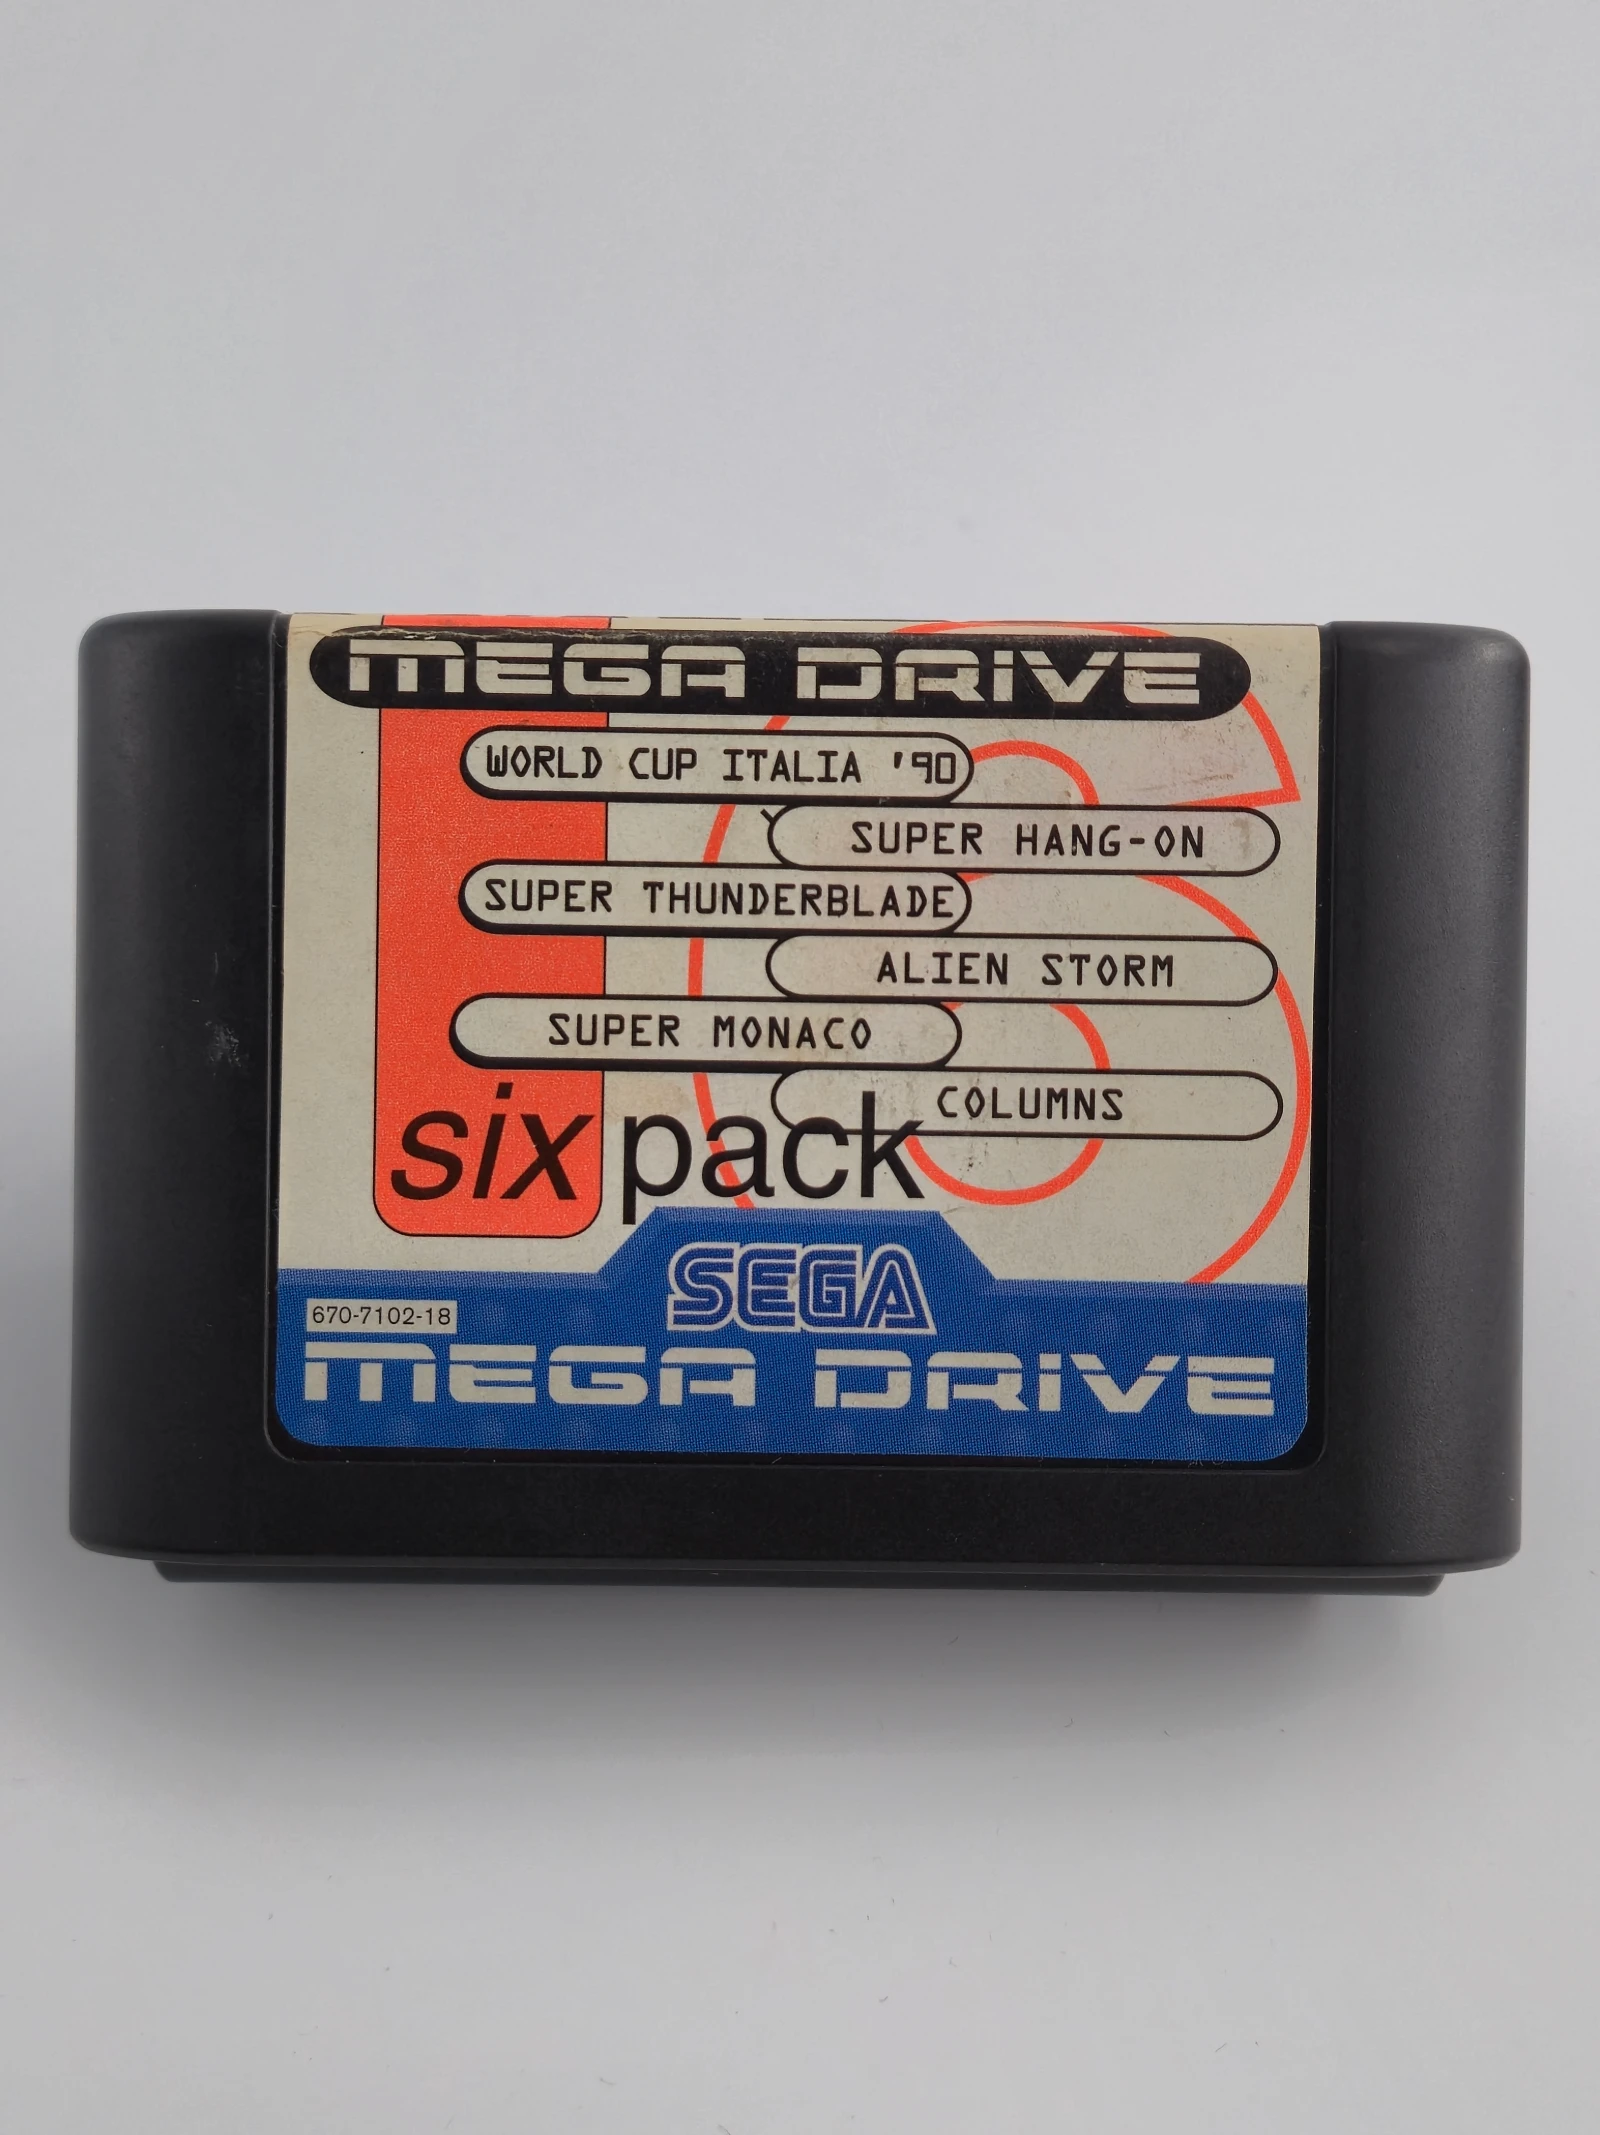 MEGA DRIVE
WORLD CUP ITALIA '90
SUPER HANG-ON
SUPER THUNDERBLADE
ALIEN STORM
SUPER MONACO
COLUMNS
six pack
SEGA
670-7102-18
MEGA DRIVE